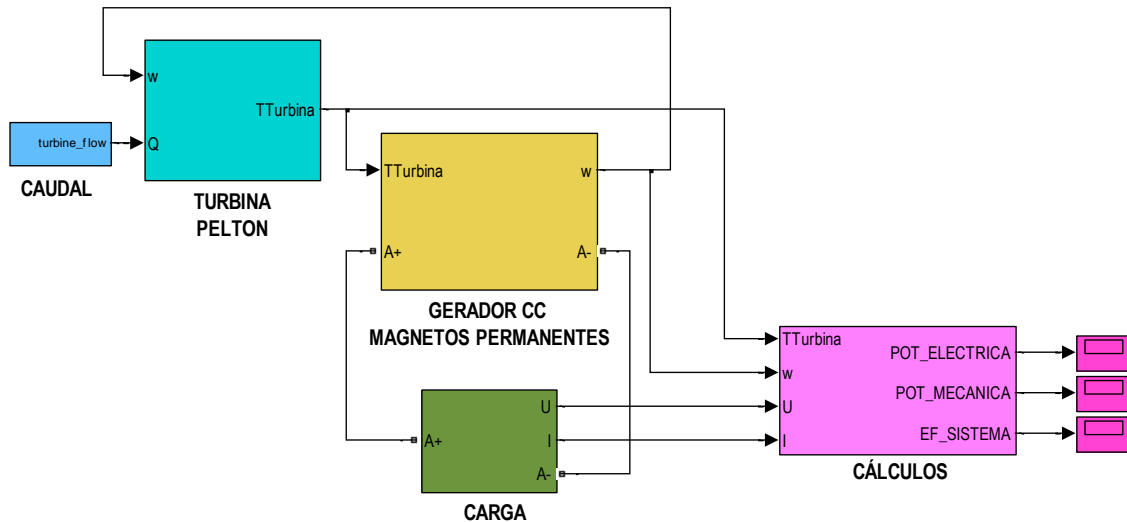 w
TTurbina
turbine_flow
Q
CAUDAL
TURBINA
PELTON
TTurbina
w
A+
A-
GERADOR CC
MAGNETOS PERMANENTES
TTurbina
POT_ELECTRICA
w
POT_MECANICA
U
EF_SISTEMA
I
CÁLCULOS
U
A+
I
A-
CARGA